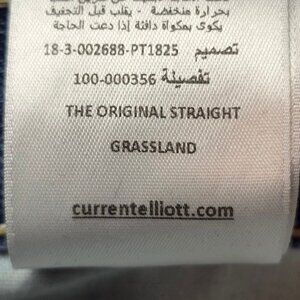 بحرارة منخفضة - يقلب قبل التجفيف
يكوى بمكواة دافئة إذا دعت الحاجة
تصميم 18-3-002688-PT1825
تفصيلة 100-000356
THE ORIGINAL STRAIGHT
GRASSLAND
currentelliott.com